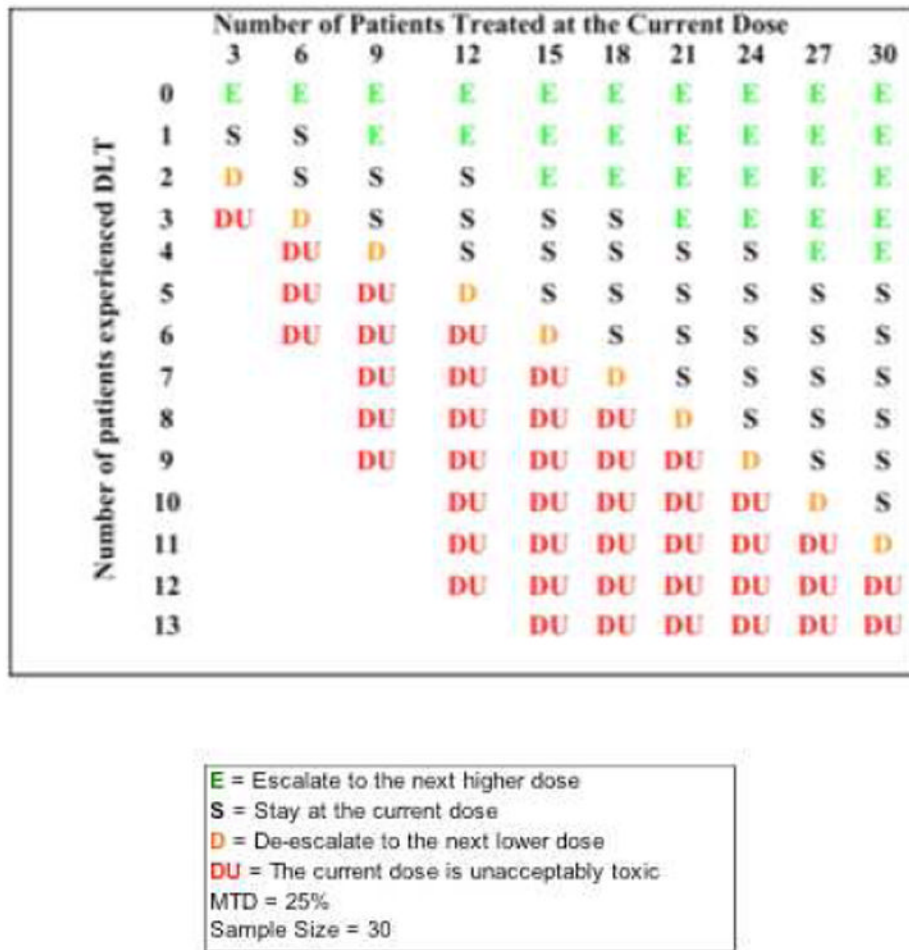 Number of Patients Treated at the Current Dose
3 6 9 12 15 18 21 24 27 30
Number of patients experienced DLT
0 E E E E E E E E E E
1 S S E E E E E E E E
2 D S S S E E E E E E
3 DU D S S S S E E E E
4 DU D S S S S S E E
5 DU DU D S S S S S S
6 DU DU DU D S S S S S
7 DU DU DU D S S S S
8 DU DU DU DU D S S S
9 DU DU DU DU DU D S S
10 DU DU DU DU DU D S
11 DU DU DU DU DU DU D
12 DU DU DU DU DU DU DU
13 DU DU DU DU DU DU
E = Escalate to the next higher dose
S = Stay at the current dose
D = De-escalate to the next lower dose
DU = The current dose is unacceptably toxic
MTD = 25%
Sample Size = 30